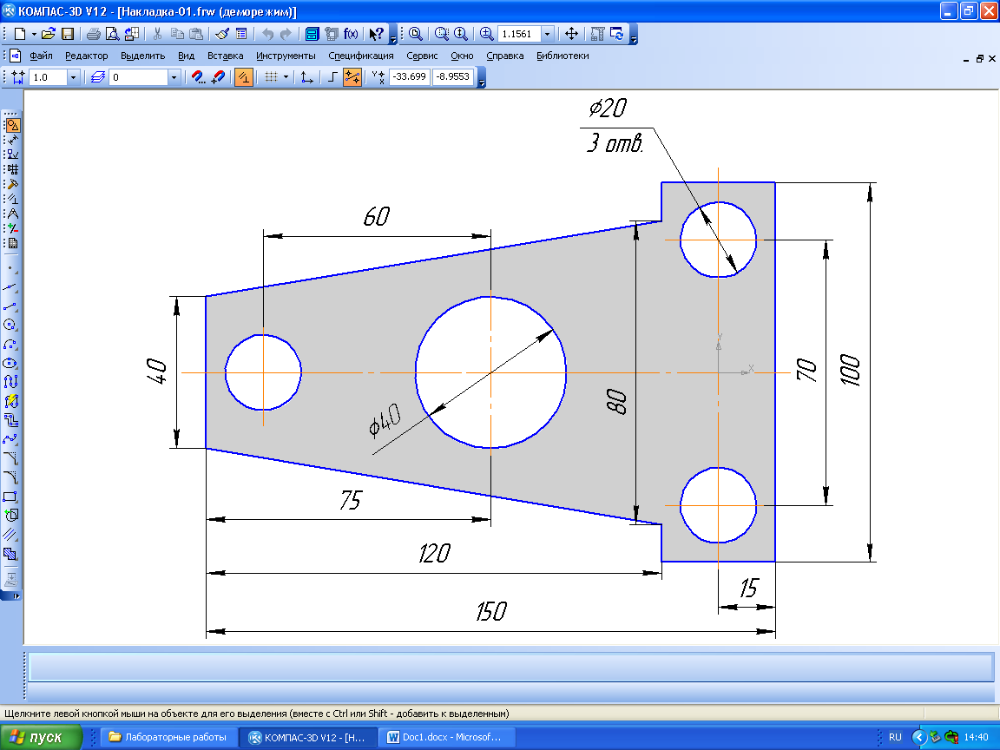 КОМПАС-3D V12 - [Накладка-01.frw (деморежим)]
1.1561
Файл Редактор Выделить Вид Вставка Инструменты Спецификация Сервис Окно Справка Библиотеки
1.0 0 -33.699 -8.9553
ф20
3 отв.
60
40
ф40
80
Y
X
70
100
75
120
15
150
Щелкните левой кнопкой мыши на объекте для его выделения (вместе с Ctrl или Shift - добавить к выделенным)
пуск Лабораторные работы КОМПАС-3D V12 - [Н... Doc1.docx - Microsof... RU 14:40